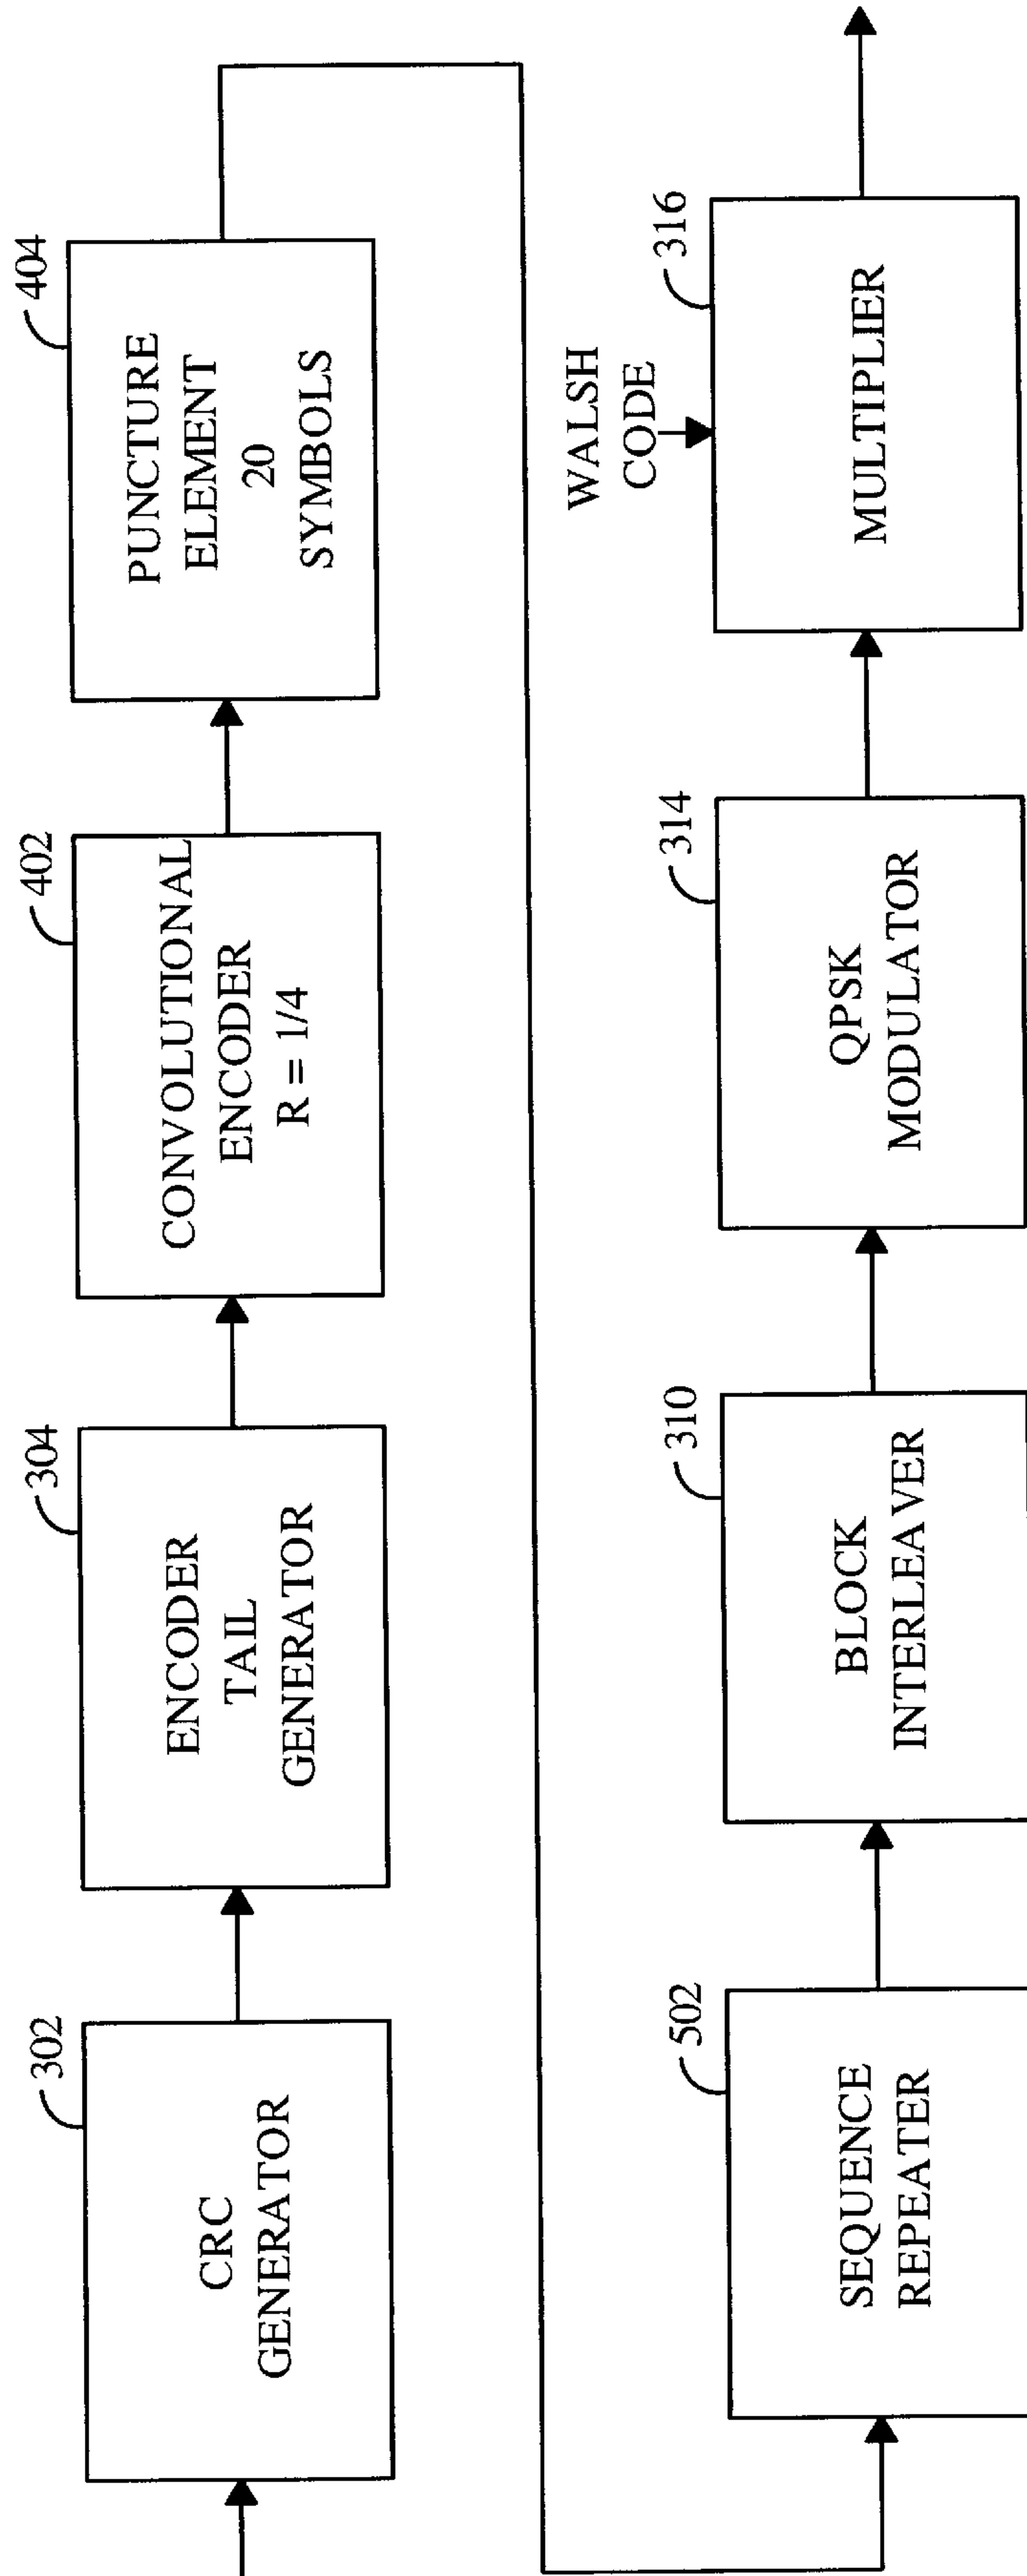 302
CRC
GENERATOR
304
ENCODER
TAIL
GENERATOR
402
CONVOLUTIONAL
ENCODER
R = 1/4
404
PUNCTURE
ELEMENT
20
SYMBOLS
502
SEQUENCE
REPEATER
310
BLOCK
INTERLEAVER
314
QPSK
MODULATOR
WALSH
CODE
316
MULTIPLIER